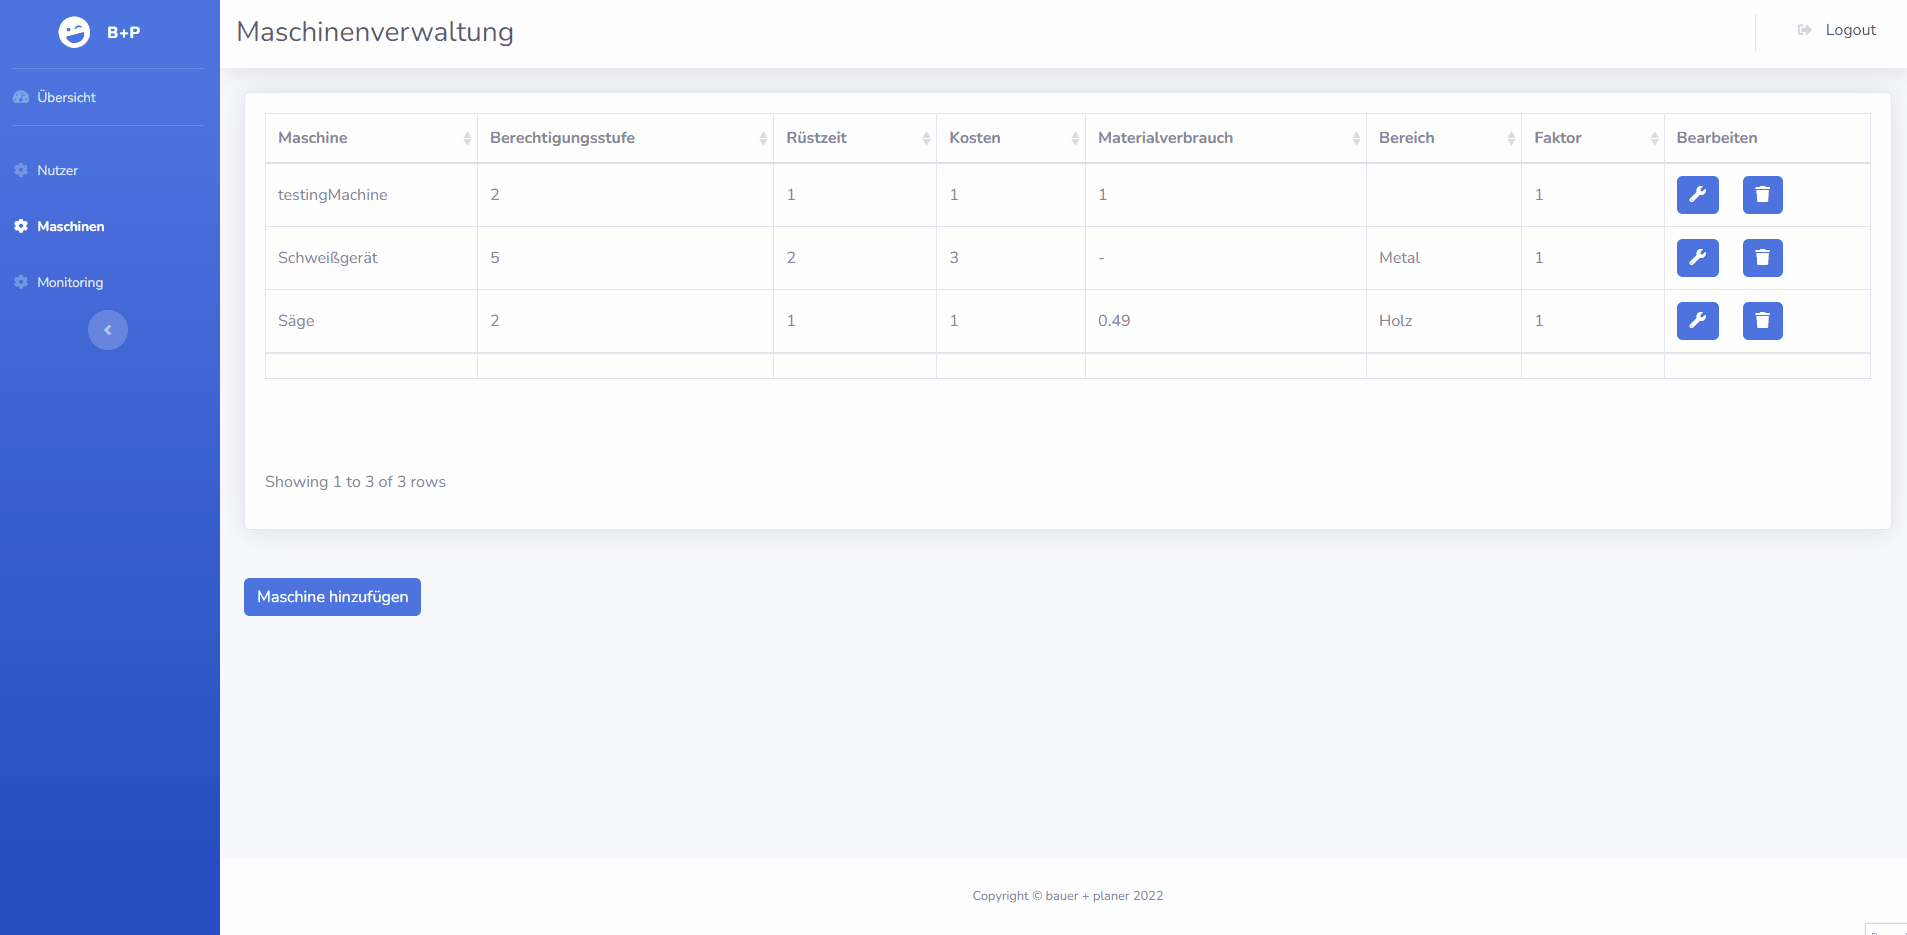 B+P
Maschinenverwaltung
Logout
Übersicht
Nutzer
Maschinen
Monitoring
Maschine Berechtigungsstufe Rüstzeit Kosten Materialverbrauch Bereich Faktor Bearbeiten
testingMachine 2 1 1 1 1
Schweißgerät 5 2 3 - Metal 1
Säge 2 1 1 0.49 Holz 1
Showing 1 to 3 of 3 rows
Maschine hinzufügen
Copyright © bauer + planer 2022